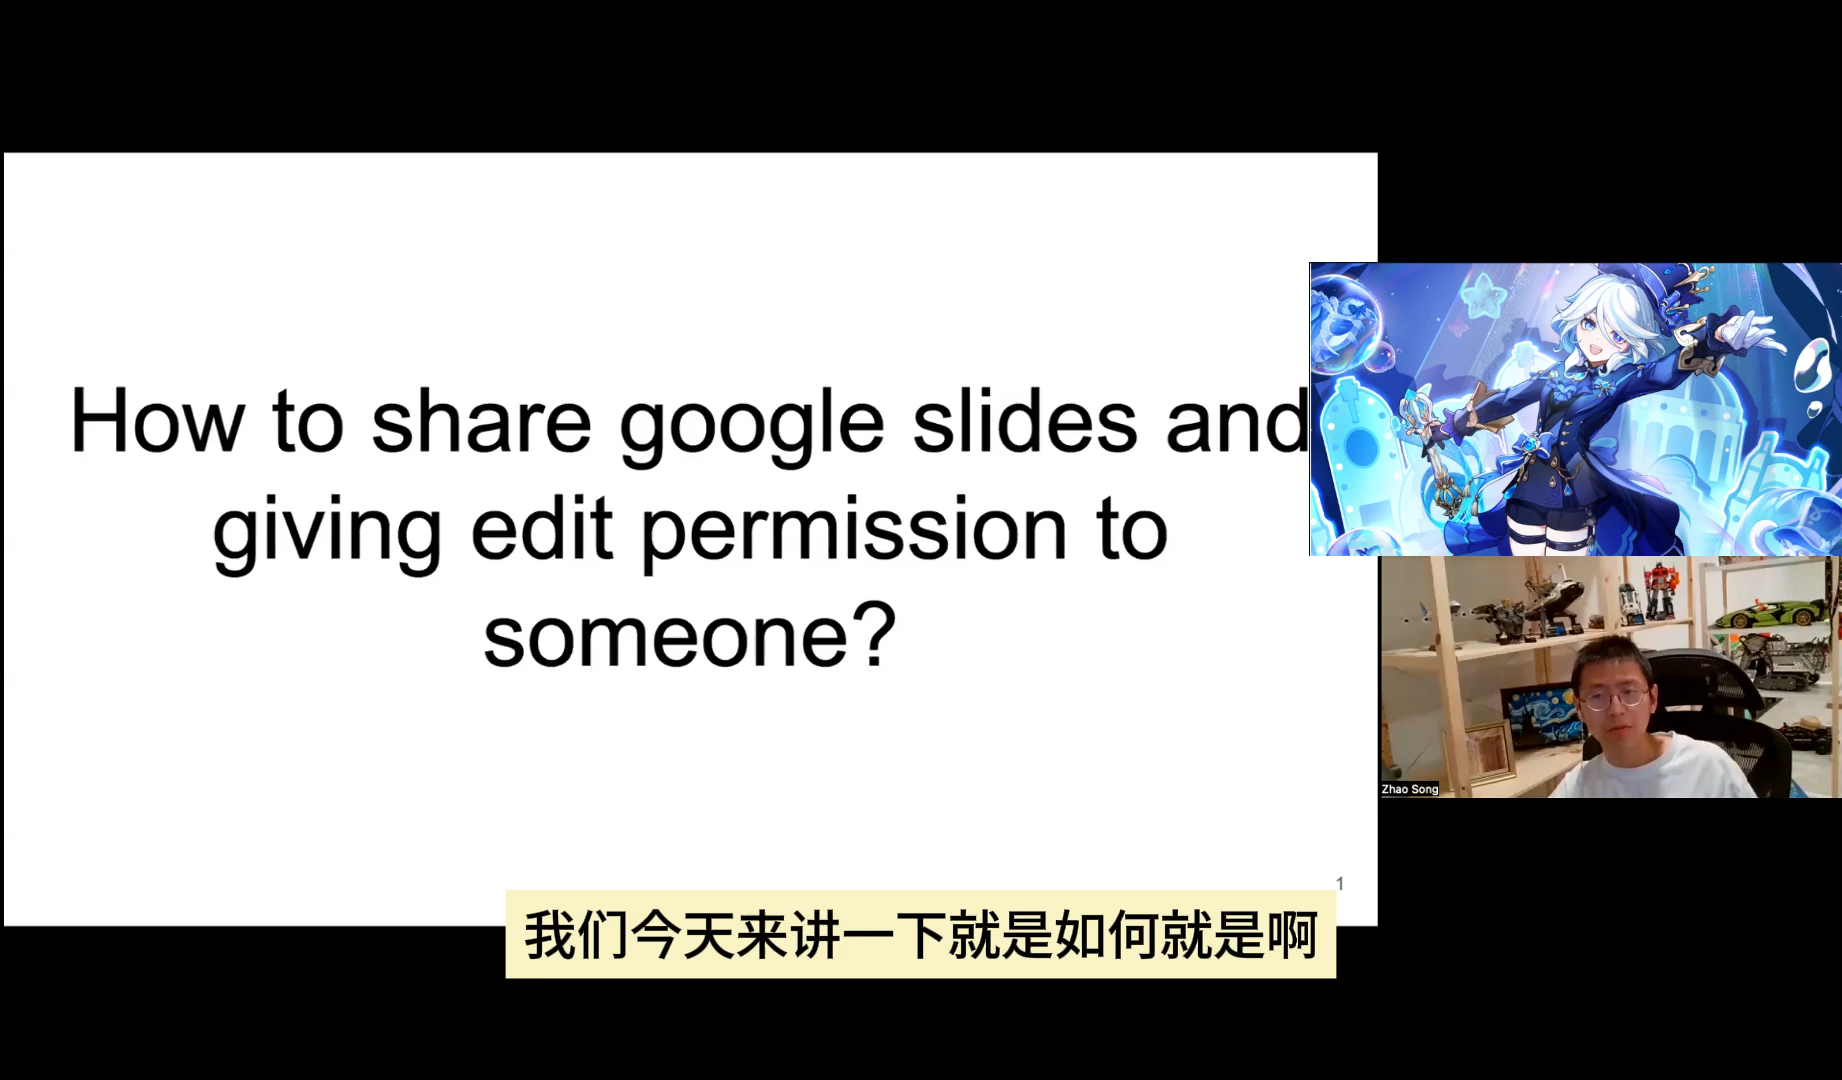 How to share google slides and
giving edit permission to
someone?
Zhao Song
1
我们今天来讲一下就是如何就是啊